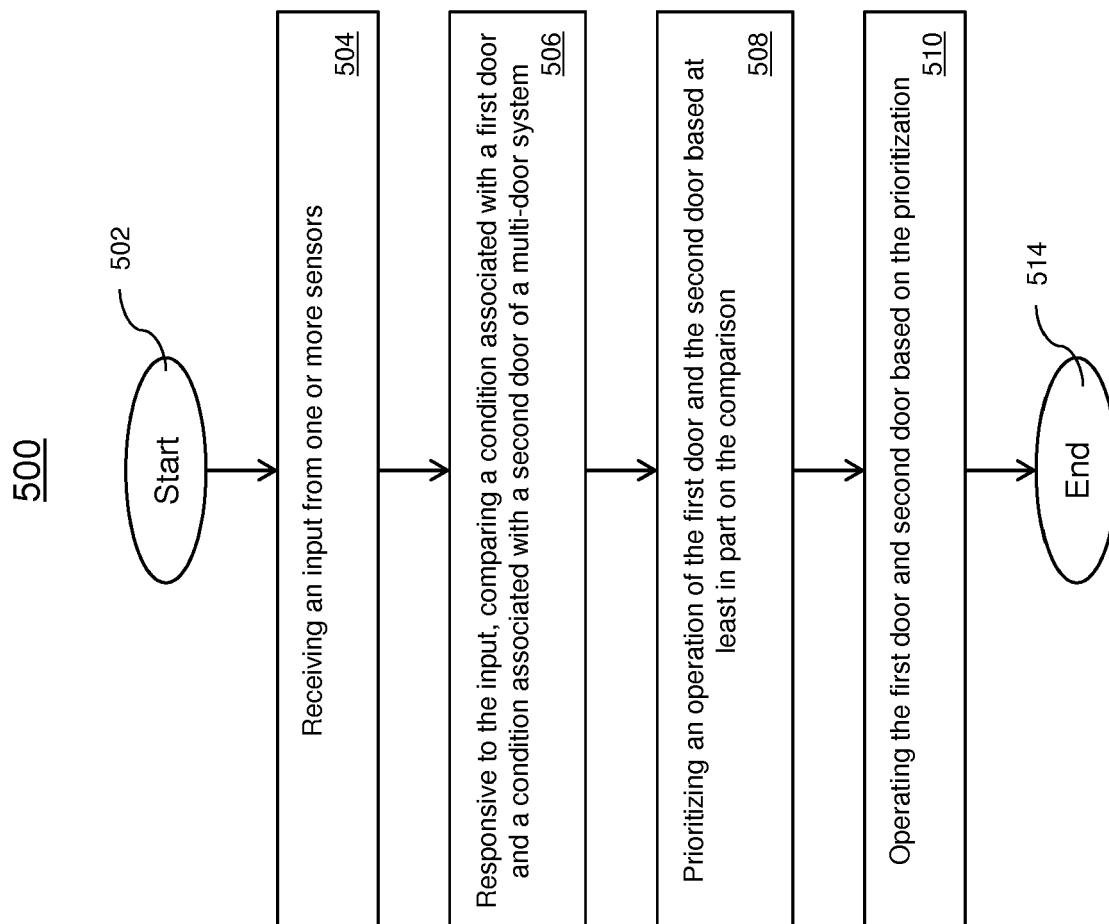 500
502
Start
Receiving an input from one or more sensors
504
Responsive to the input, comparing a condition associated with a first door
and a condition associated with a second door of a multi-door system
506
Prioritizing an operation of the first door and the second door based at
least in part on the comparison
508
Operating the first door and second door based on the prioritization
510
514
End